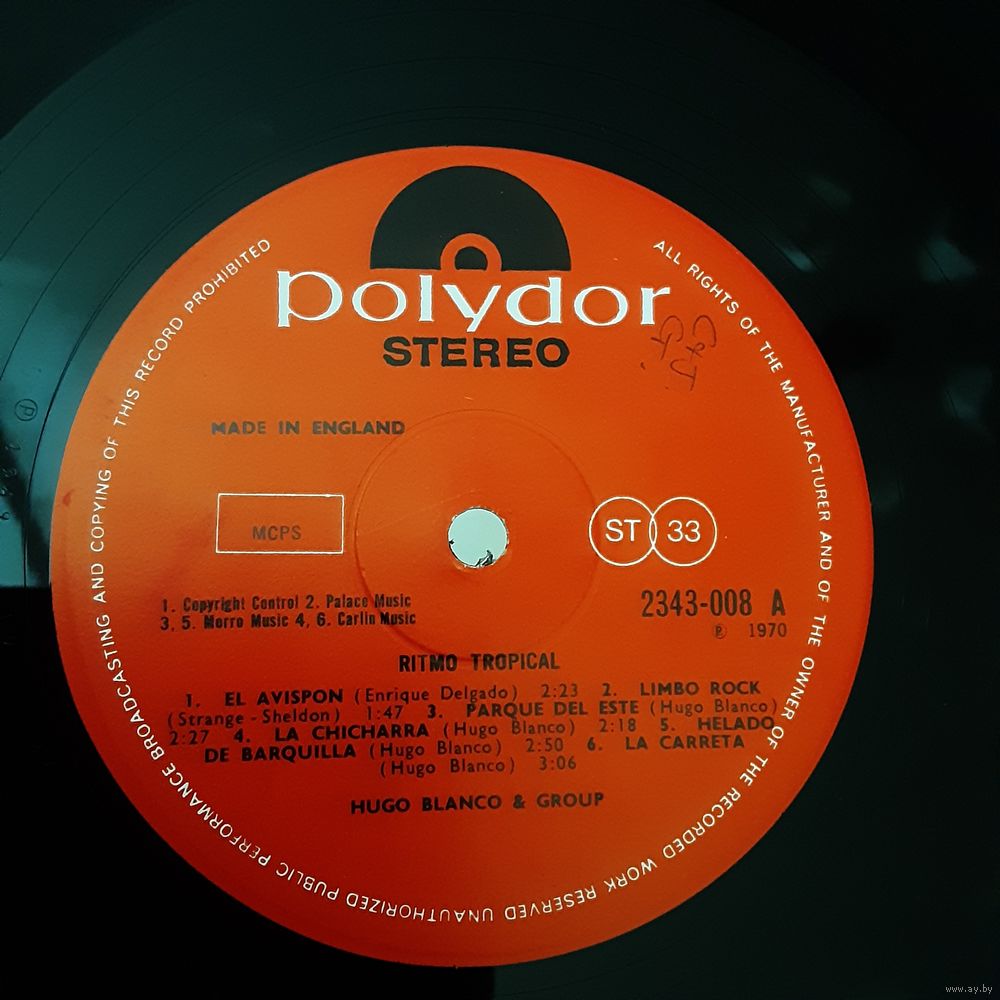 polydor
STEREO
MADE IN ENGLAND
MCPS
ST 33
1. Copyright Control 2. Palace Music
3, 5. Morro Music 4, 6. Carlin Music
2343-008 A
℗ 1970
RITMO TROPICAL
1. EL AVISPON (Enrique Delgado) 2:23 2. LIMBO ROCK
(Strange - Sheldon) 1:47 3. PARQUE DEL ESTE (Hugo Blanco)
2:27 4. LA CHICHARRA (Hugo Blanco) 2:18 5. HELADO
DE BARQUILLA (Hugo Blanco) 2:50 6. LA CARRETA
(Hugo Blanco) 3:06
HUGO BLANCO & GROUP
ALL RIGHTS OF THE MANUFACTURER AND OF THE OWNER OF THE RECORDED WORK RESERVED UNAUTHORIZED PUBLIC PERFORMANCE BROADCASTING AND COPYING OF THIS RECORD PROHIBITED
www.ay.by